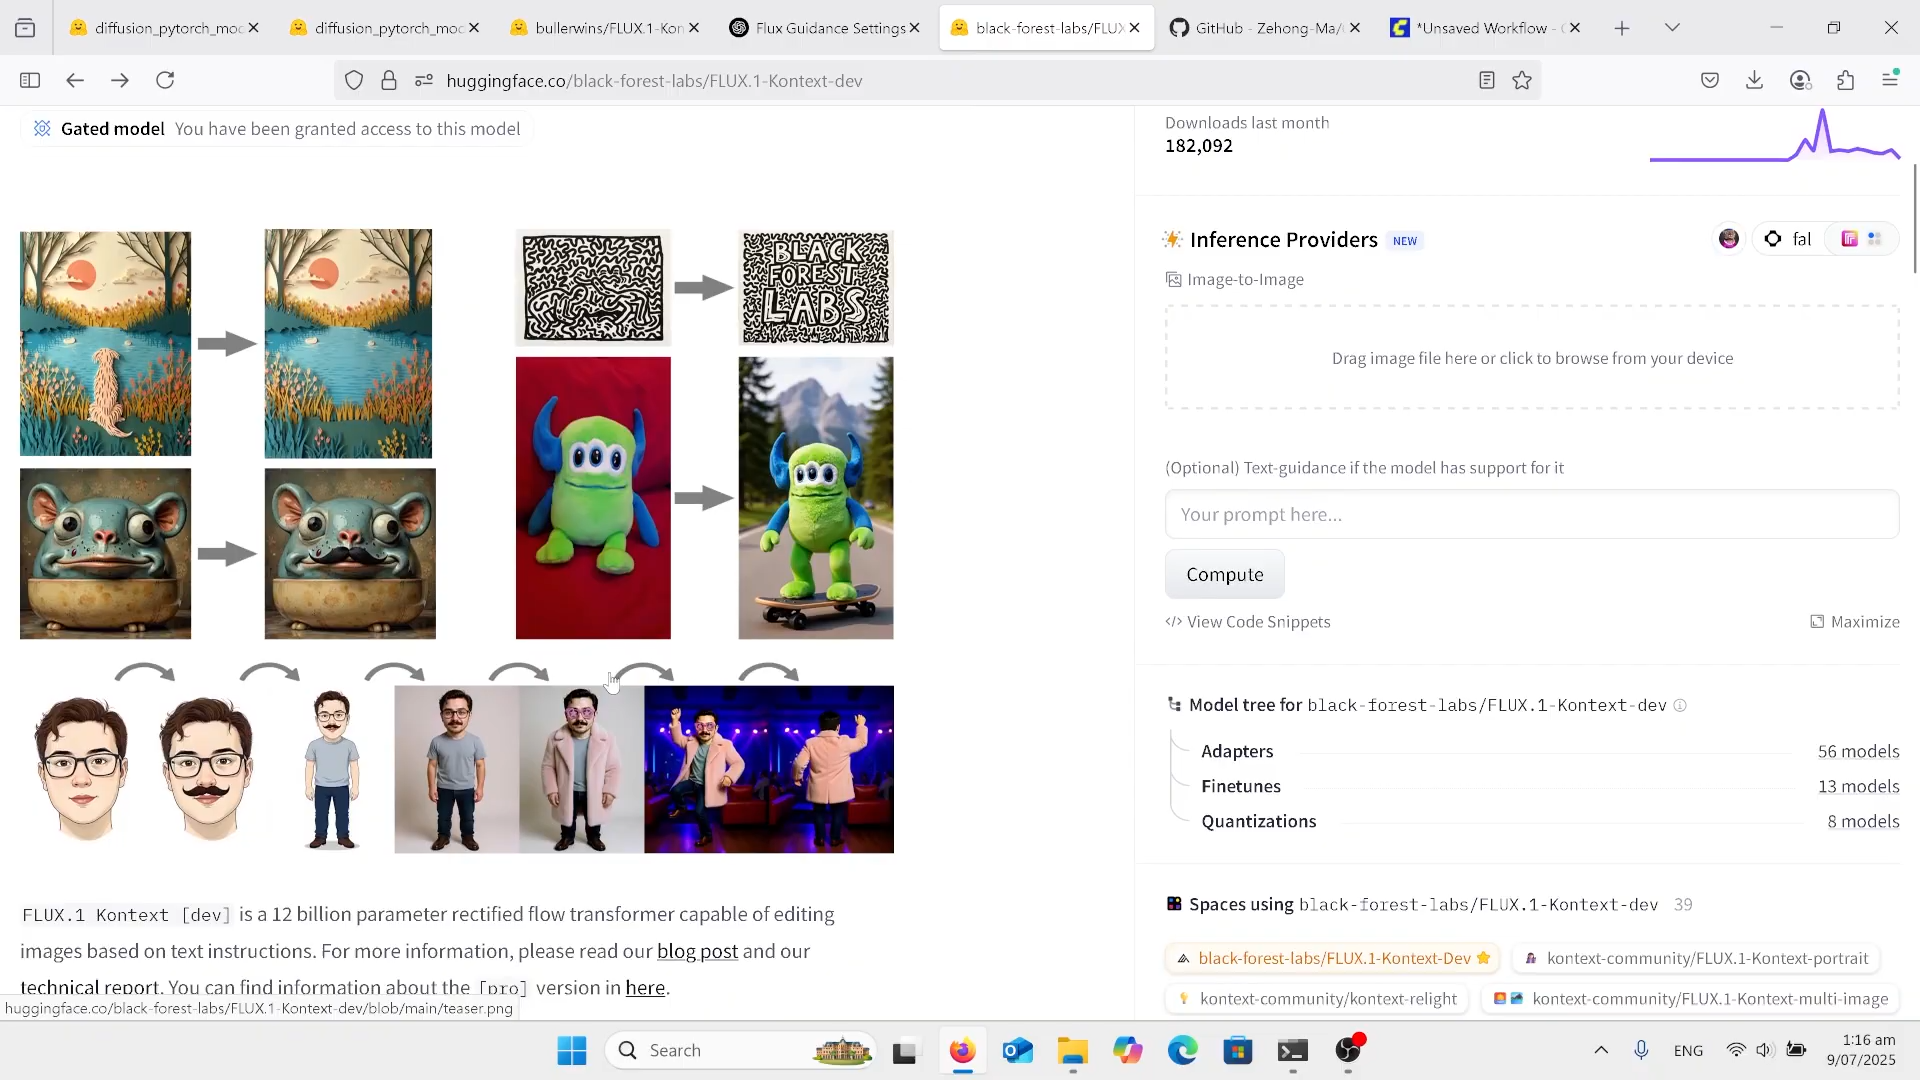 diffusion_pytorch_moc
diffusion_pytorch_moc
bullerwins/FLUX.1-Kon
Flux Guidance Settings
black-forest-labs/FLUX
GitHub - Zehong-Ma/
*Unsaved Workflow - 
huggingface.co/black-forest-labs/FLUX.1-Kontext-dev
Gated model You have been granted access to this model
BLACK
FOREST
LABS
FLUX.1 Kontext [dev] is a 12 billion parameter rectified flow transformer capable of editing
images based on text instructions. For more information, please read our blog post and our
technical report. You can find information about the [pro] version in here.
huggingface.co/black-forest-labs/FLUX.1-Kontext-dev/blob/main/teaser.png
Downloads last month
182,092
Inference Providers NEW
fal
Image-to-Image
Drag image file here or click to browse from your device
(Optional) Text-guidance if the model has support for it
Your prompt here...
Compute
</> View Code Snippets
Maximize
Model tree for black-forest-labs/FLUX.1-Kontext-dev
Adapters 56 models
Finetunes 13 models
Quantizations 8 models
Spaces using black-forest-labs/FLUX.1-Kontext-dev 39
black-forest-labs/FLUX.1-Kontext-Dev
kontext-community/FLUX.1-Kontext-portrait
kontext-community/kontext-relight
kontext-community/FLUX.1-Kontext-multi-image
Search
ENG
1:16 am
9/07/2025